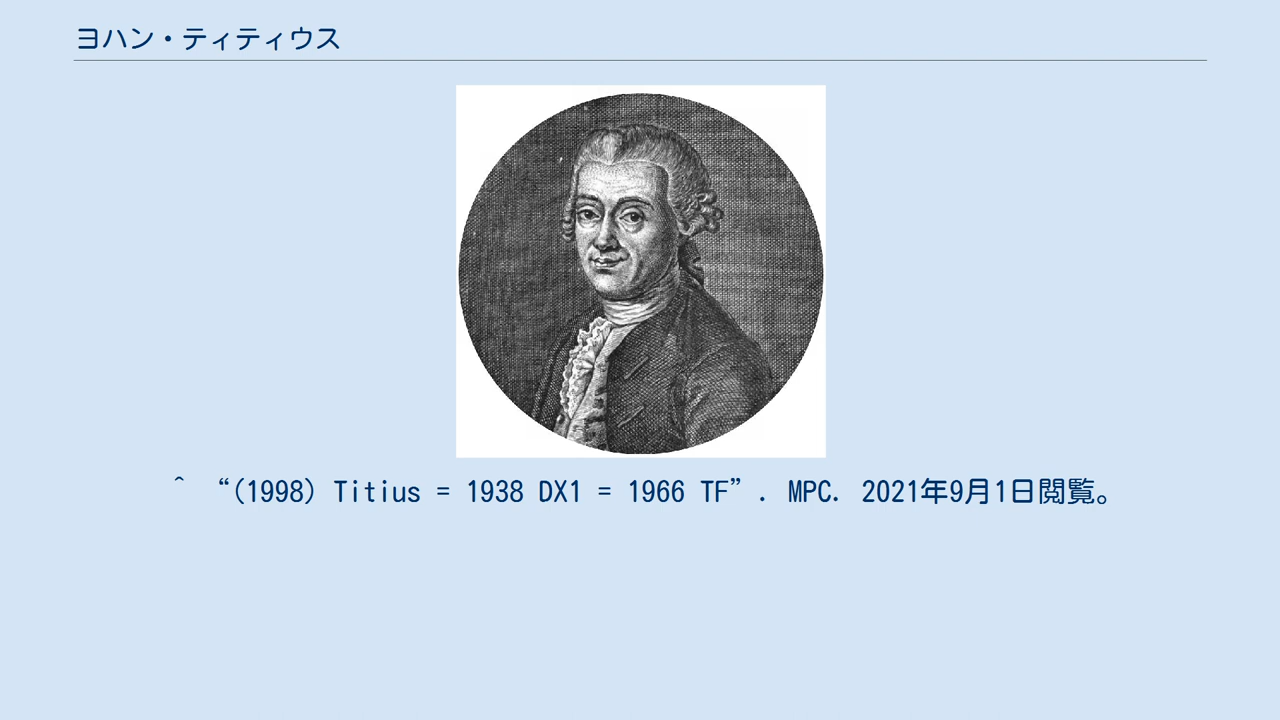 ヨハン・ティティウス
^ “(1998) Titius = 1938 DX1 = 1966 TF”. MPC. 2021年9月1日閲覧。